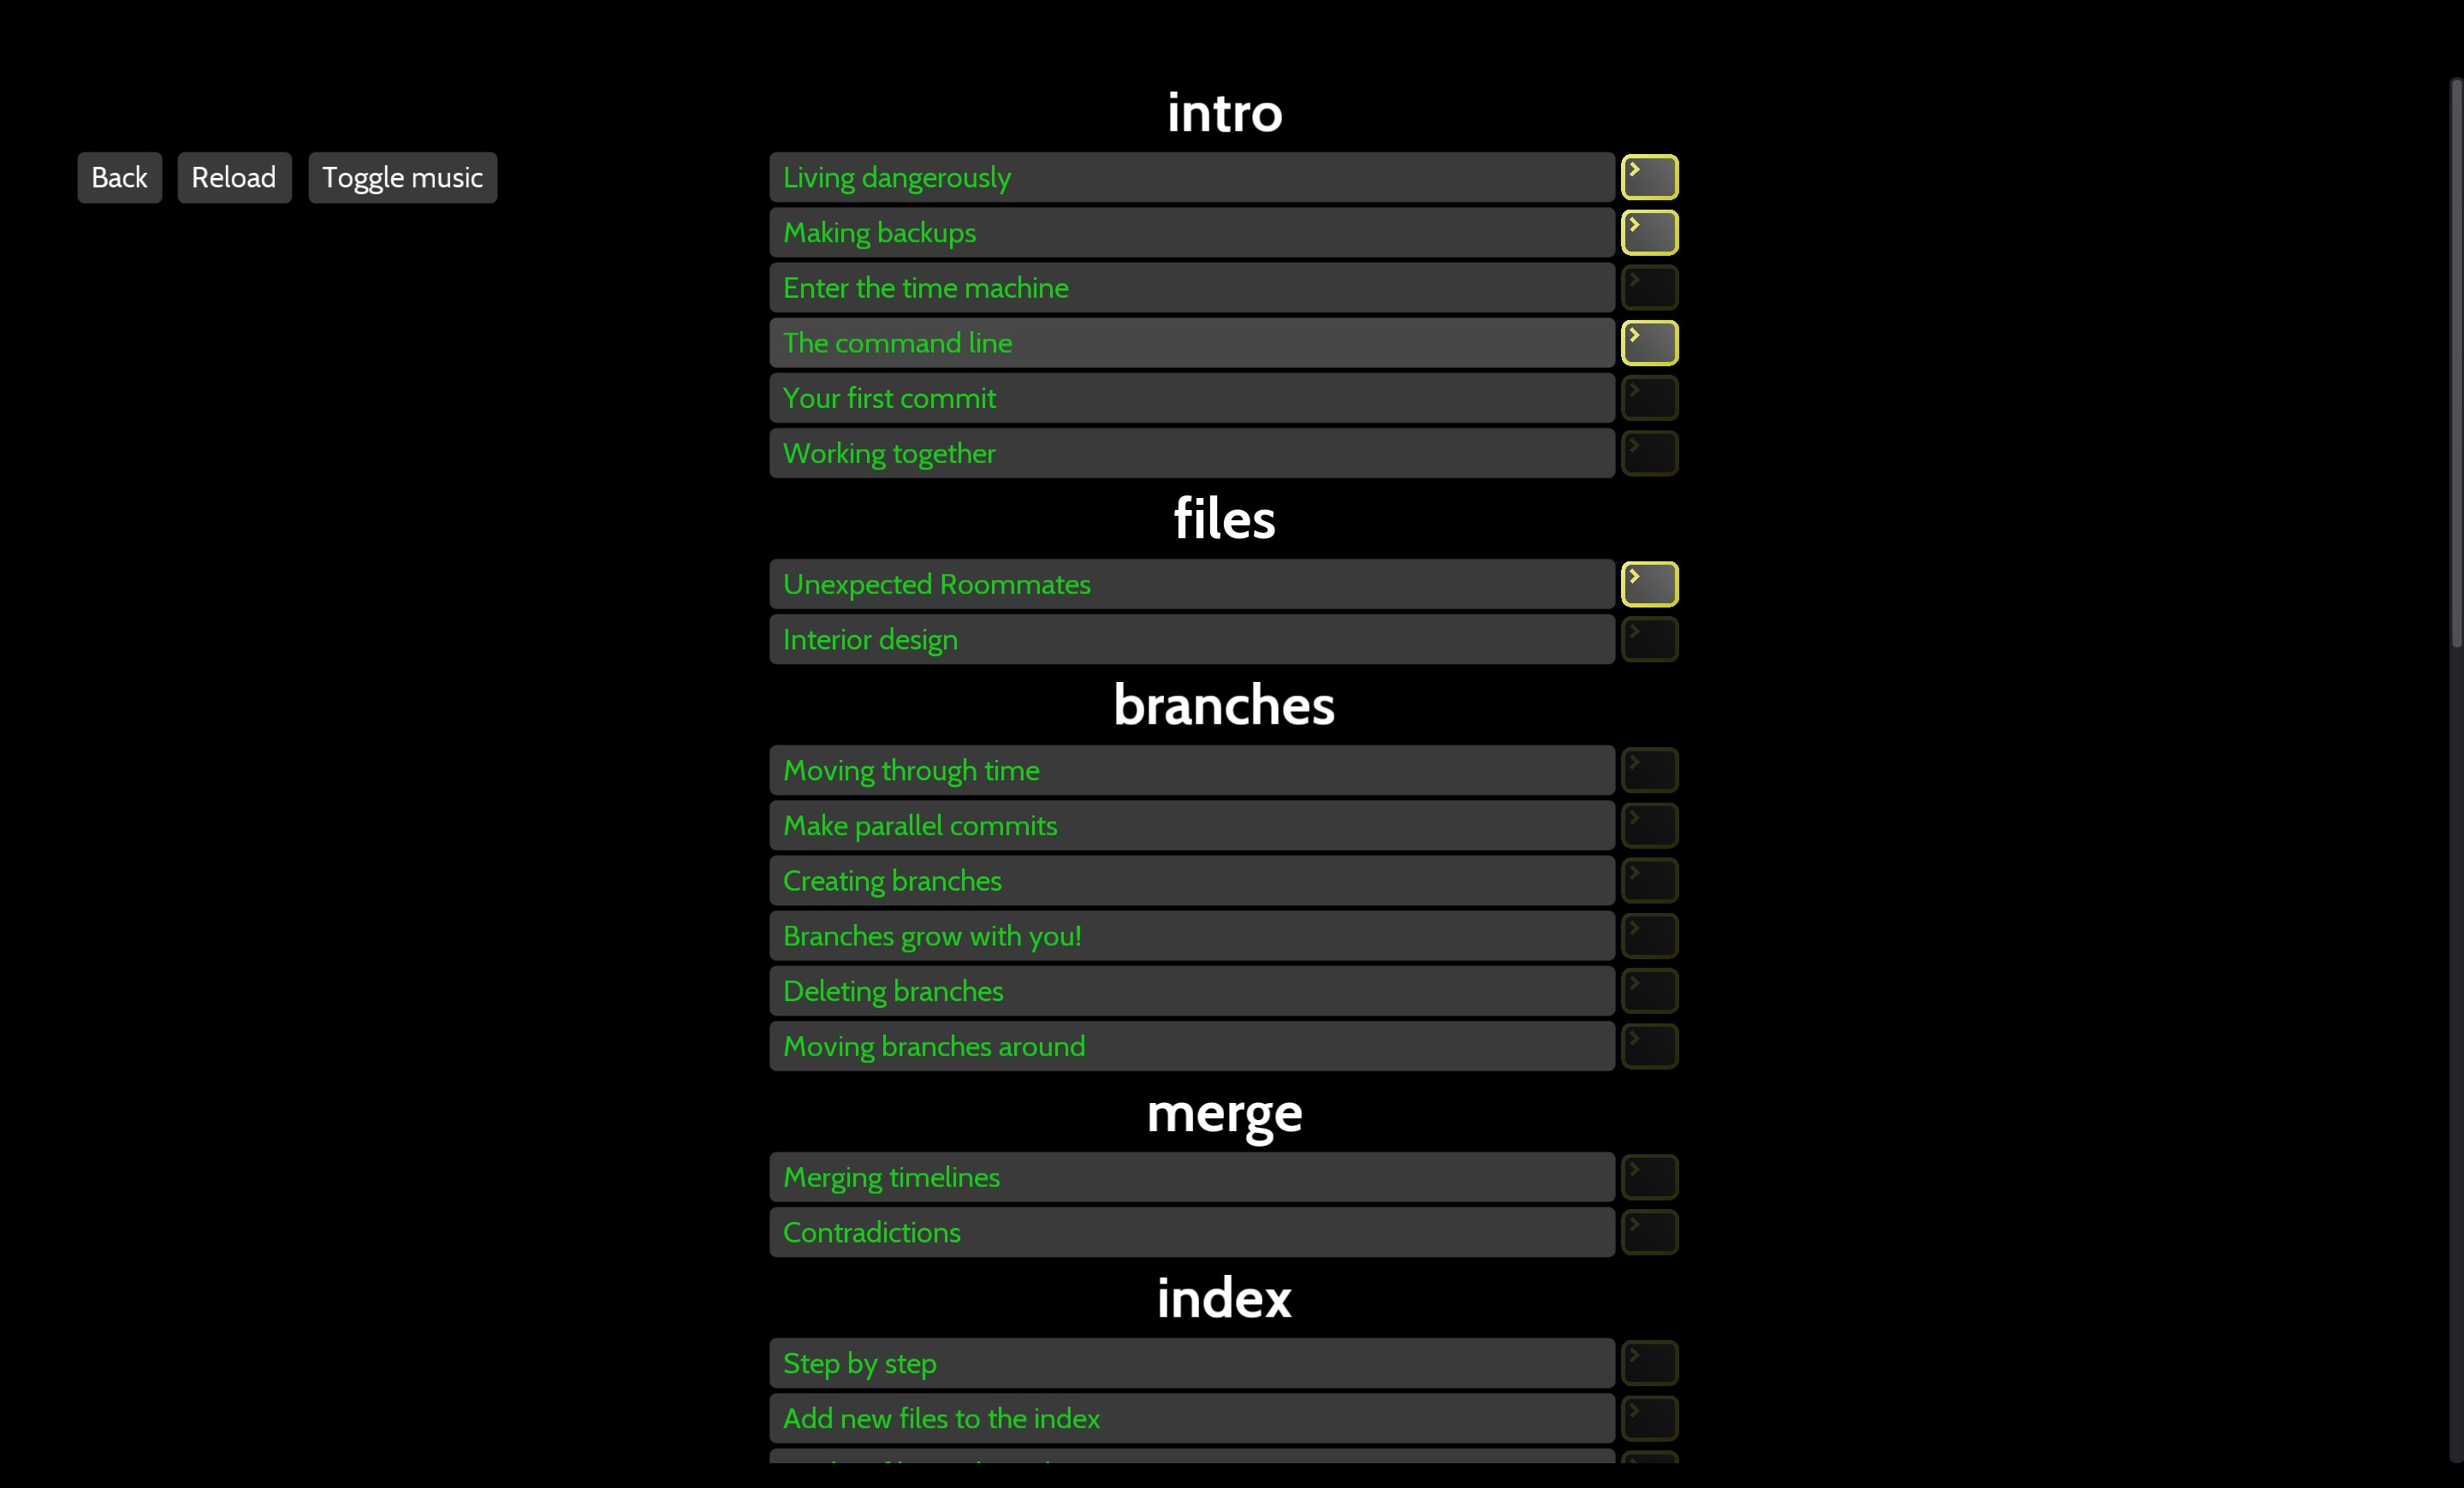 intro
Back Reload Toggle music
Living dangerously
Making backups
Enter the time machine
The command line
Your first commit
Working together
files
Unexpected Roommates
Interior design
branches
Moving through time
Make parallel commits
Creating branches
Branches grow with you!
Deleting branches
Moving branches around
merge
Merging timelines
Contradictions
index
Step by step
Add new files to the index